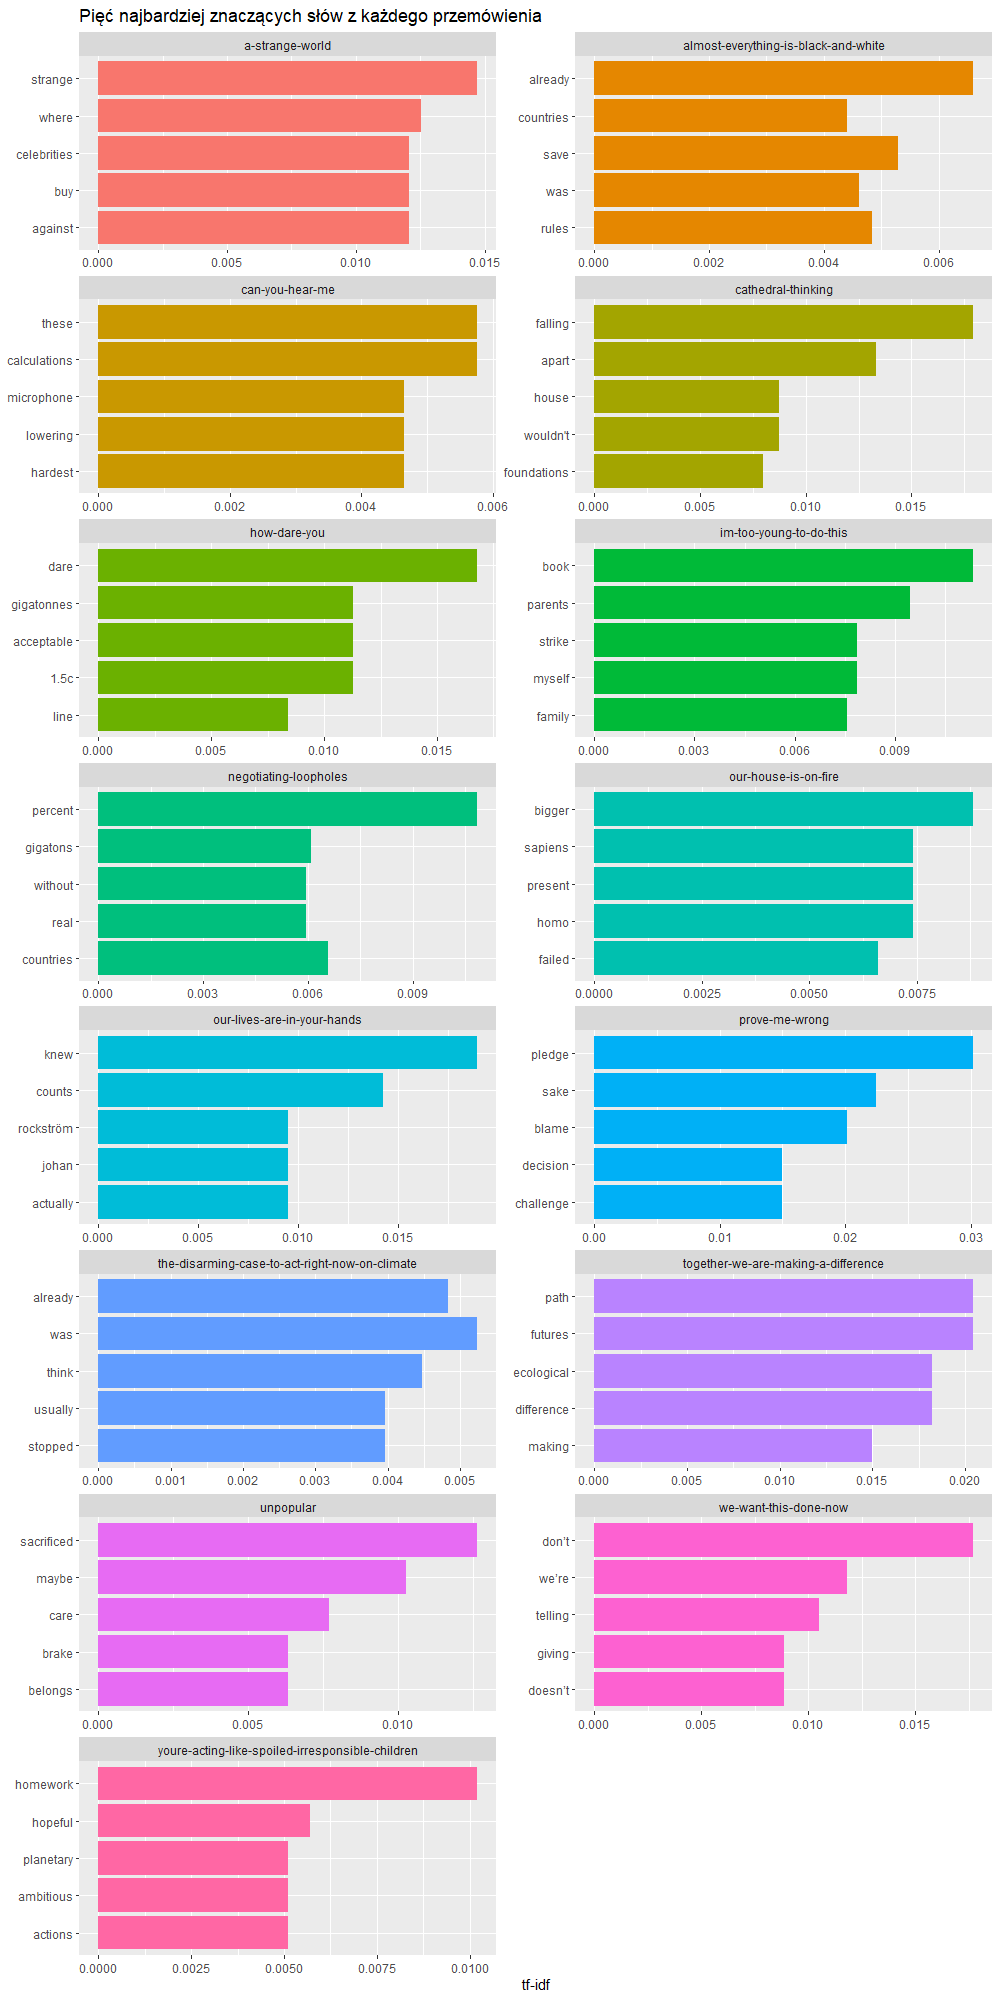 Pięć najbardziej znaczących słów z każdego przemówienia
a-strange-world
strange
where
celebrities
buy
against
0.000 0.005 0.010 0.015
almost-everything-is-black-and-white
already
countries
save
was
rules
0.000 0.002 0.004 0.006
can-you-hear-me
these
calculations
microphone
lowering
hardest
0.000 0.002 0.004 0.006
cathedral-thinking
falling
apart
house
wouldn't
foundations
0.000 0.005 0.010 0.015
how-dare-you
dare
gigatonnes
acceptable
1.5c
line
0.000 0.005 0.010 0.015
im-too-young-to-do-this
book
parents
strike
myself
family
0.000 0.003 0.006 0.009
negotiating-loopholes
percent
gigatons
without
real
countries
0.000 0.003 0.006 0.009
our-house-is-on-fire
bigger
sapiens
present
homo
failed
0.0000 0.0025 0.0050 0.0075
our-lives-are-in-your-hands
knew
counts
rockström
johan
actually
0.000 0.005 0.010 0.015
prove-me-wrong
pledge
sake
blame
decision
challenge
0.00 0.01 0.02 0.03
the-disarming-case-to-act-right-now-on-climate
already
was
think
usually
stopped
0.000 0.001 0.002 0.003 0.004 0.005
together-we-are-making-a-difference
path
futures
ecological
difference
making
0.000 0.005 0.010 0.015 0.020
unpopular
sacrificed
maybe
care
brake
belongs
0.000 0.005 0.010
we-want-this-done-now
don't
we're
telling
giving
doesn't
0.000 0.005 0.010 0.015
youre-acting-like-spoiled-irresponsible-children
homework
hopeful
planetary
ambitious
actions
0.0000 0.0025 0.0050 0.0075 0.0100
tf-idf